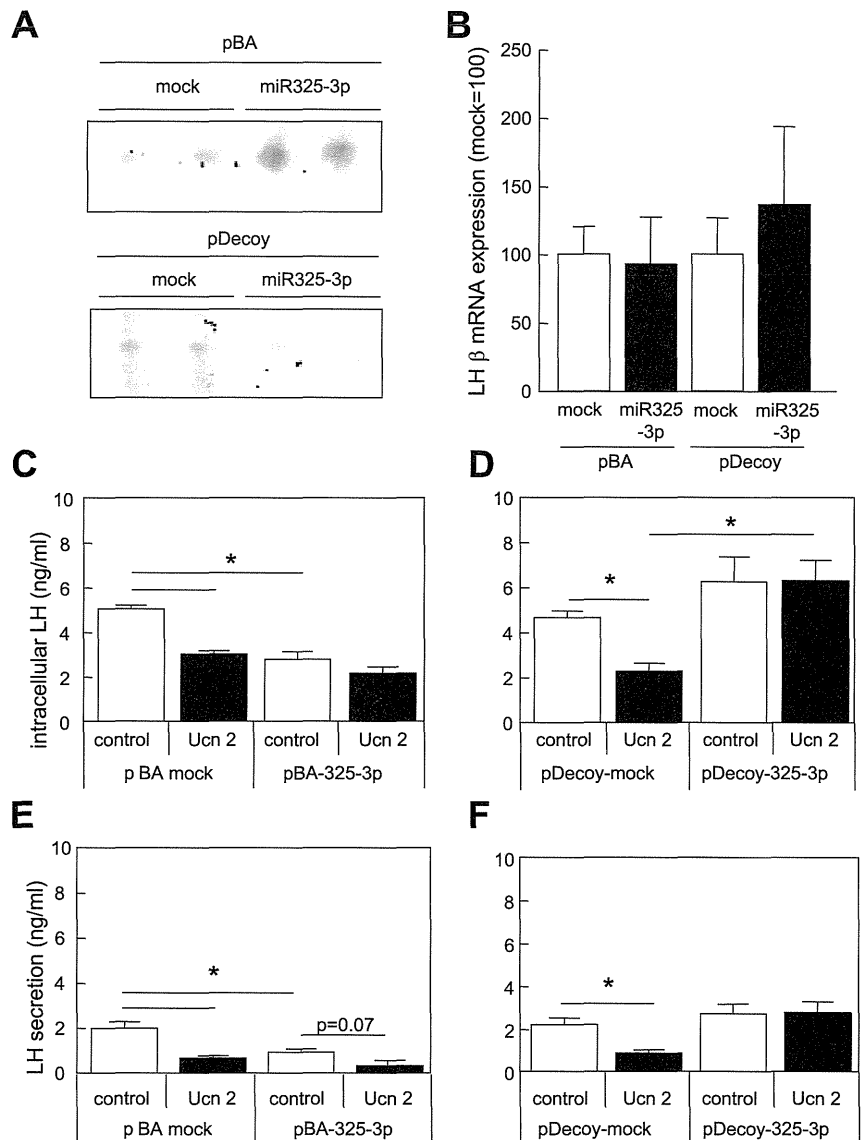 A
pBA
mock miR325-3p
pDecoy
mock miR325-3p
B
LH β mRNA expression (mock=100)
250
200
150
100
50
0
mock miR325-3p mock miR325-3p
pBA pDecoy
C
intracellular LH (ng/ml)
10
8
6
4
2
0
*
control Ucn 2 control Ucn 2
p BA mock pBA-325-3p
D
10
8
6
4
2
0
*
*
control Ucn 2 control Ucn 2
pDecoy-mock pDecoy-325-3p
E
LH secretion (ng/ml)
10
8
6
4
2
0
*
p=0.07
control Ucn 2 control Ucn 2
p BA mock pBA-325-3p
F
10
8
6
4
2
0
*
control Ucn 2 control Ucn 2
pDecoy-mock pDecoy-325-3p